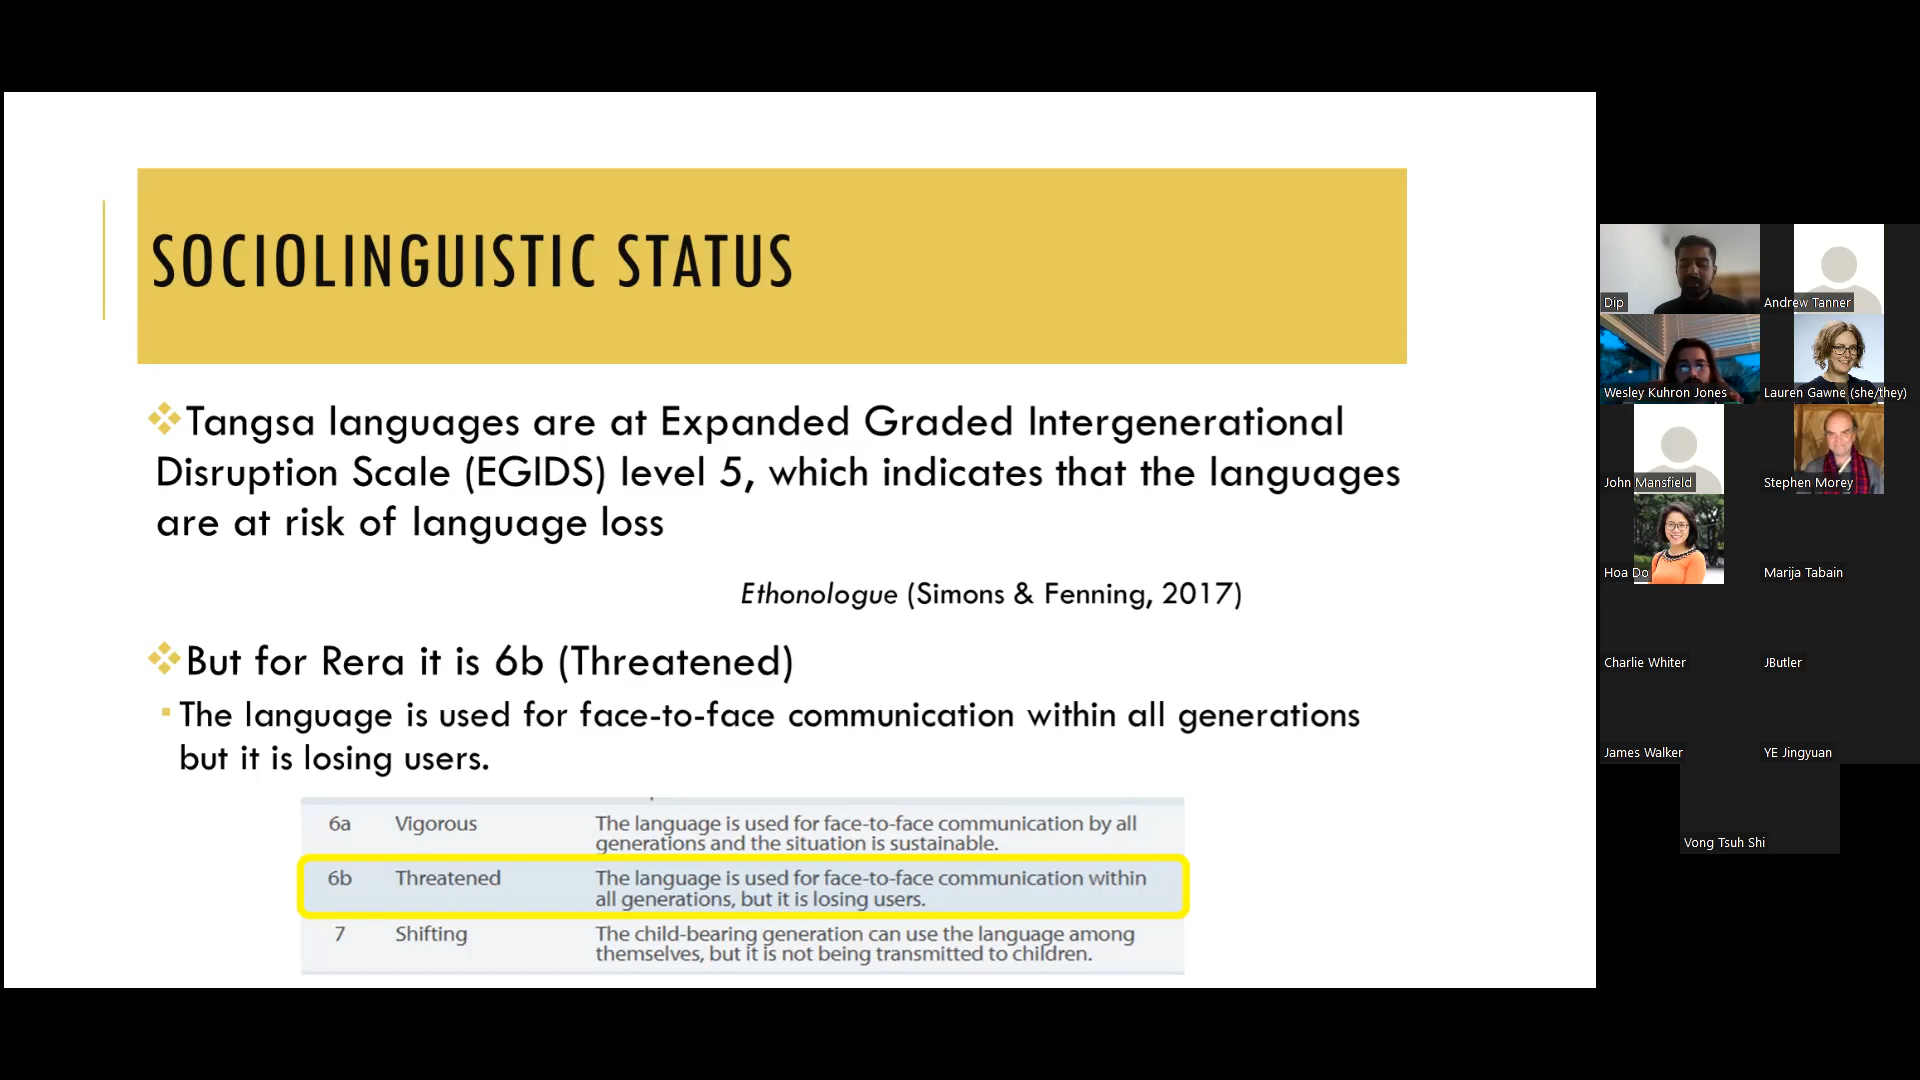 SOCIOLINGUISTIC STATUS
❖Tangsa languages are at Expanded Graded Intergenerational
Disruption Scale (EGIDS) level 5, which indicates that the languages
are at risk of language loss
Ethonologue (Simons & Fenning, 2017)
❖But for Rera it is 6b (Threatened)
▪The language is used for face-to-face communication within all generations
but it is losing users.
6a Vigorous The language is used for face-to-face communication by all
generations and the situation is sustainable.
6b Threatened The language is used for face-to-face communication within
all generations, but it is losing users.
7 Shifting The child-bearing generation can use the language among
themselves, but it is not being transmitted to children.
Dip
Andrew Tanner
Wesley Kuhron Jones
Lauren Gawne (she/they)
John Mansfield
Stephen Morey
Hoa Do
Marija Tabain
Charlie Whiter
JButler
James Walker
YE Jingyuan
Vong Tsuh Shi